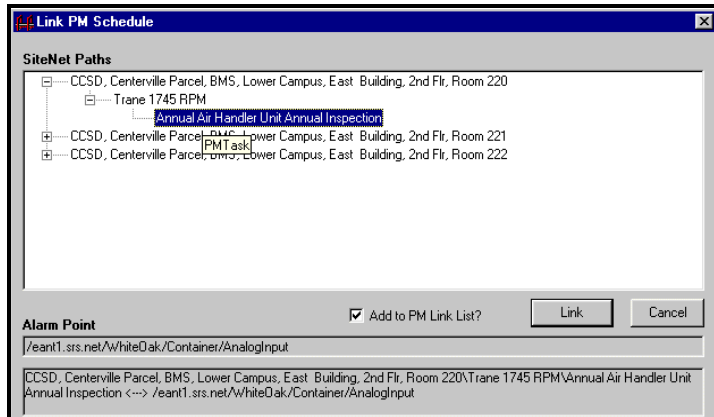 Link PM Schedule
SiteNet Paths
CCSD, Centerville Parcel, BMS, Lower Campus, East Building, 2nd Flr, Room 220
Trane 1745 RPM
Annual Air Handler Unit Annual Inspection
CCSD, Centerville Parcel, BMS, Lower Campus, East Building, 2nd Flr, Room 221
PMTask
CCSD, Centerville Parcel, BMS, Lower Campus, East Building, 2nd Flr, Room 222
Add to PM Link List?
Link
Cancel
Alarm Point
/eant1.srs.net/WhiteOak/Container/AnalogInput
CCSD, Centerville Parcel, BMS, Lower Campus, East Building, 2nd Flr, Room 220\Trane 1745 RPM\Annual Air Handler Unit
Annual Inspection <---> /eant1.srs.net/WhiteOak/Container/AnalogInput